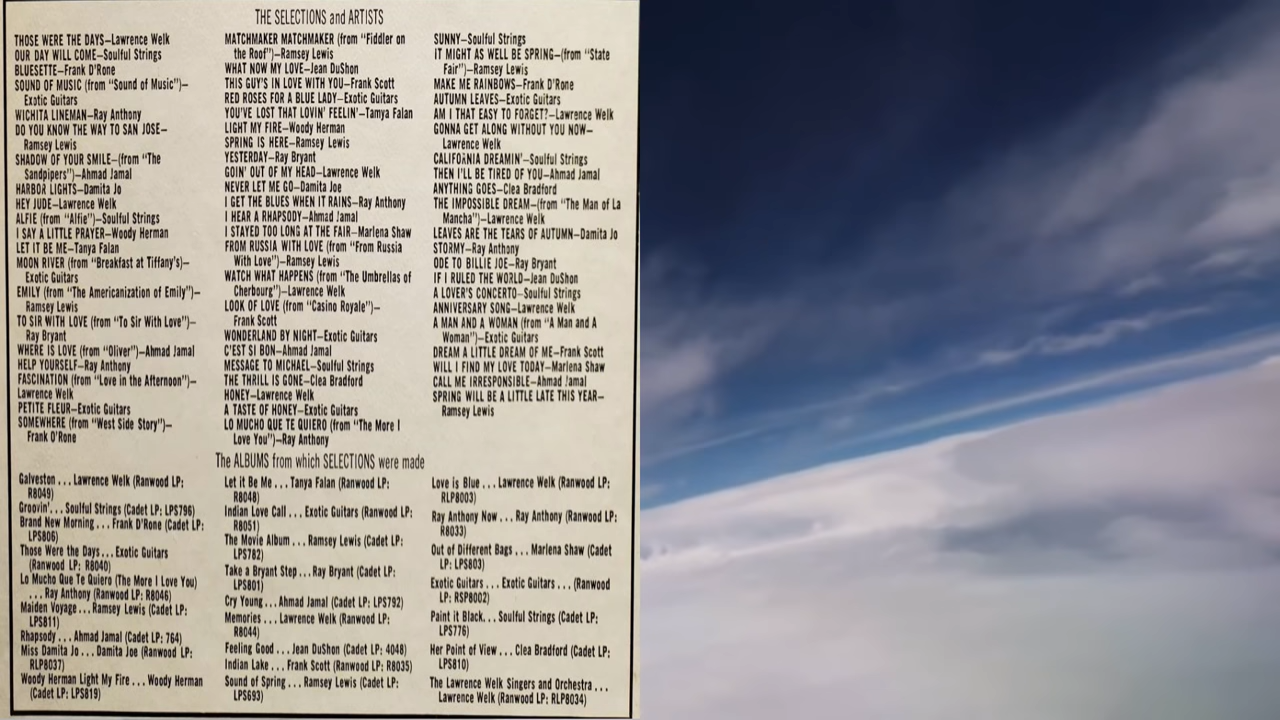 THE SELECTIONS and ARTISTS
THOSE WERE THE DAYS—Lawrence Welk
OUR DAY WILL COME—Soulful Strings
BLUESETTE—Frank D'Rone
SOUND OF MUSIC (from "Sound of Music")—
Exotic Guitars
WICHITA LINEMAN—Ray Anthony
DO YOU KNOW THE WAY TO SAN JOSE—
Ramsey Lewis
SHADOW OF YOUR SMILE—(from "The
Sandpipers")—Ahmad Jamal
HARBOR LIGHTS—Damita Jo
HEY JUDE—Lawrence Welk
ALFIE (from "Alfie")—Soulful Strings
I SAY A LITTLE PRAYER—Woody Herman
LET IT BE ME—Tanya Falan
MOON RIVER (from "Breakfast at Tiffany's)—
Exotic Guitars
EMILY (from "The Americanization of Emily")—
Ramsey Lewis
TO SIR WITH LOVE (from "To Sir With Love")—
Ray Bryant
WHERE IS LOVE (from "Oliver")—Ahmad Jamal
HELP YOURSELF—Ray Anthony
FASCINATION (from "Love in the Afternoon")—
Lawrence Welk
PETITE FLEUR—Exotic Guitars
SOMEWHERE (from "West Side Story")—
Frank O'Rone
MATCHMAKER MATCHMAKER (from "Fiddler on
the Roof")—Ramsey Lewis
WHAT NOW MY LOVE—Jean DuShon
THIS GUY'S IN LOVE WITH YOU—Frank Scott
RED ROSES FOR A BLUE LADY—Exotic Guitars
YOU'VE LOST THAT LOVIN' FEELIN'—Tamya Falan
LIGHT MY FIRE—Woody Herman
SPRING IS HERE—Ramsey Lewis
YESTERDAY—Ray Bryant
GOIN' OUT OF MY HEAD—Lawrence Welk
NEVER LET ME GO—Damita Joe
I GET THE BLUES WHEN IT RAINS—Ray Anthony
I HEAR A RHAPSODY—Ahmad Jamal
I STAYED TOO LONG AT THE FAIR—Marlena Shaw
FROM RUSSIA WITH LOVE (from "From Russia
With Love")—Ramsey Lewis
WATCH WHAT HAPPENS (from "The Umbrellas of
Cherbourg")—Lawrence Welk
LOOK OF LOVE (from "Casino Royale")—
Frank Scott
WONDERLAND BY NIGHT—Exotic Guitars
C'EST SI BON—Ahmad Jamal
MESSAGE TO MICHAEL—Soulful Strings
THE THRILL IS GONE—Clea Bradford
HONEY—Lawrence Welk
A TASTE OF HONEY—Exotic Guitars
LO MUCHO QUE TE QUIERO (from "The More I
Love You")—Ray Anthony
SUNNY—Soulful Strings
IT MIGHT AS WELL BE SPRING—(from "State
Fair")—Ramsey Lewis
MAKE ME RAINBOWS—Frank D'Rone
AUTUMN LEAVES—Exotic Guitars
AM I THAT EASY TO FORGET?—Lawrence Welk
GONNA GET ALONG WITHOUT YOU NOW—
Lawrence Welk
CALIFORNIA DREAMIN'—Soulful Strings
THEN I'LL BE TIRED OF YOU—Ahmad Jamal
ANYTHING GOES—Clea Bradford
THE IMPOSSIBLE DREAM—(from "The Man of La
Mancha")—Lawrence Welk
LEAVES ARE THE TEARS OF AUTUMN—Damita Jo
STORMY—Ray Anthony
ODE TO BILLIE JOE—Ray Bryant
IF I RULED THE WORLD—Jean DuShon
A LOVER'S CONCERTO—Soulful Strings
ANNIVERSARY SONG—Lawrence Welk
A MAN AND A WOMAN (from "A Man and A
Woman")—Exotic Guitars
DREAM A LITTLE DREAM OF ME—Frank Scott
WILL I FIND MY LOVE TODAY—Marlena Shaw
CALL ME IRRESPONSIBLE—Ahmad Jamal
SPRING WILL BE A LITTLE LATE THIS YEAR—
Ramsey Lewis
The ALBUMS from which SELECTIONS were made
Galveston . . . Lawrence Welk (Ranwood LP:
R8049)
Groovin' . . . Soulful Strings (Cadet LP: LPS796)
Brand New Morning . . . Frank D'Rone (Cadet LP:
LPS806)
Those Were the Days . . . Exotic Guitars
(Ranwood LP: R8040)
Lo Mucho Que Te Quiero (The More I Love You)
. . . Ray Anthony (Ranwood LP: R8046)
Maiden Voyage . . . Ramsey Lewis (Cadet LP:
LPS811)
Rhapsody . . . Ahmad Jamal (Cadet LP: 764)
Miss Damita Jo . . . Damita Joe (Ranwood LP:
RLP8037)
Woody Herman Light My Fire . . . Woody Herman
(Cadet LP: LPS819)
Let it Be Me . . . Tanya Falan (Ranwood LP:
R8048)
Indian Love Call . . . Exotic Guitars (Ranwood LP:
R8051)
The Movie Album . . . Ramsey Lewis (Cadet LP:
LPS782)
Take a Bryant Step . . . Ray Bryant (Cadet LP:
LPS801)
Cry Young . . . Ahmad Jamal (Cadet LP: LPS792)
Memories . . . Lawrence Welk (Ranwood LP:
R8044)
Feeling Good . . . Jean DuShon (Cadet LP: 4048)
Indian Lake . . . Frank Scott (Ranwood LP: R8035)
Sound of Spring . . . Ramsey Lewis (Cadet LP:
LPS693)
Love is Blue . . . Lawrence Welk (Ranwood LP:
RLP8003)
Ray Anthony Now . . . Ray Anthony (Ranwood LP:
R8033)
Out of Different Bags . . . Marlena Shaw (Cadet
LP: LPS803)
Exotic Guitars . . . Exotic Guitars . . . (Ranwood
LP: RSP8002)
Paint it Black. . . Soulful Strings (Cadet LP:
LPS776)
Her Point of View . . . Clea Bradford (Cadet LP:
LPS810)
The Lawrence Welk Singers and Orchestra . . .
Lawrence Welk (Ranwood LP: RLP8034)